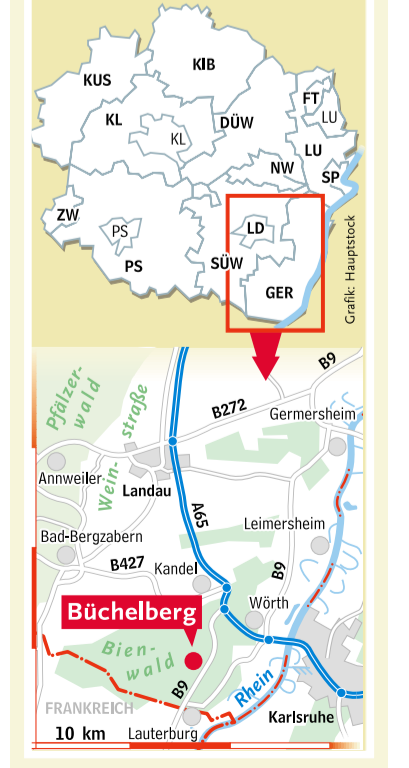 KIB
KUS
FT
KL
LU
KL
DÜW
LU
NW
SP
ZW
PS
LD
PS
SÜW
GER
Grafik: Hauptstock
B9
Pfälzer-
wald
Wein-
straße
B272
Germersheim
Annweiler
Landau
A65
Leimersheim
Bad-Bergzabern
B427
Kandel
B9
Wörth
Büchelberg
Bien-
wald
B9
Rhein
FRANKREICH
Karlsruhe
10 km
Lauterburg